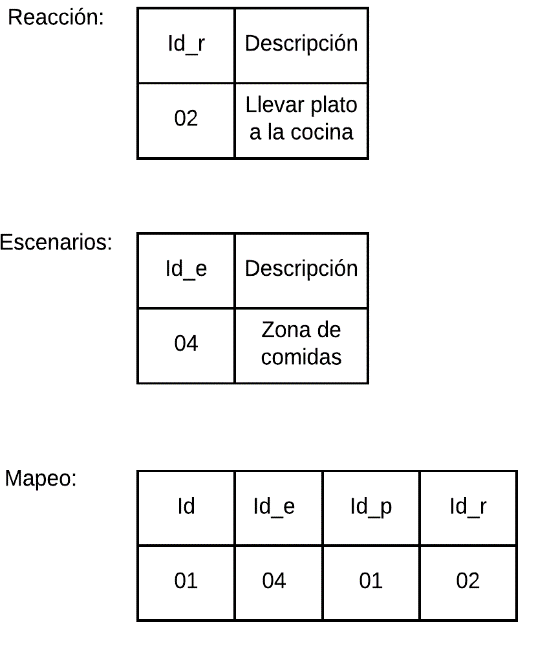 Reacción:
Id_r Descripción
02 Llevar plato
a la cocina
Escenarios:
Id_e Descripción
04 Zona de
comidas
Mapeo:
Id Id_e Id_p Id_r
01 04 01 02